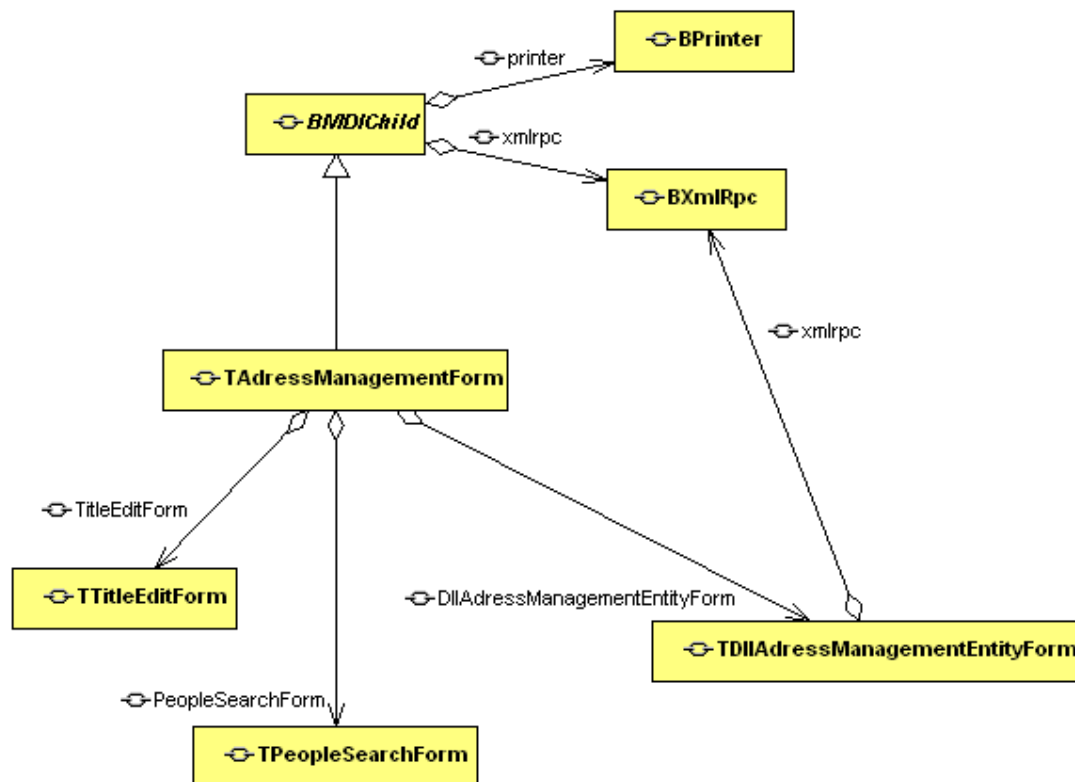 BPrinter
printer
BMDIChild
xmlrpc
BXmlRpc
xmlrpc
TAdressManagementForm
TitleEditForm
TTitleEditForm
DllAdressManagementEntityForm
TDllAdressManagementEntityForm
PeopleSearchForm
TPeopleSearchForm